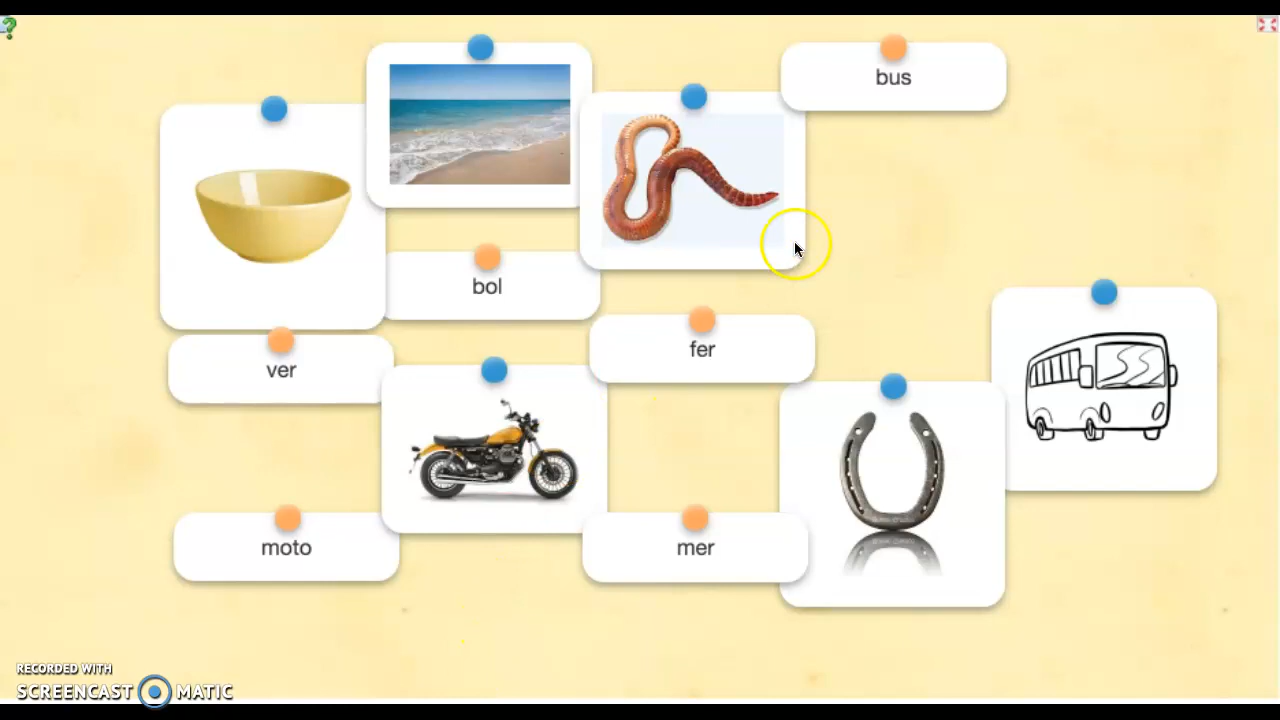 bus
bol
fer
ver
moto
mer
RECORDED WITH
SCREENCAST MATIC